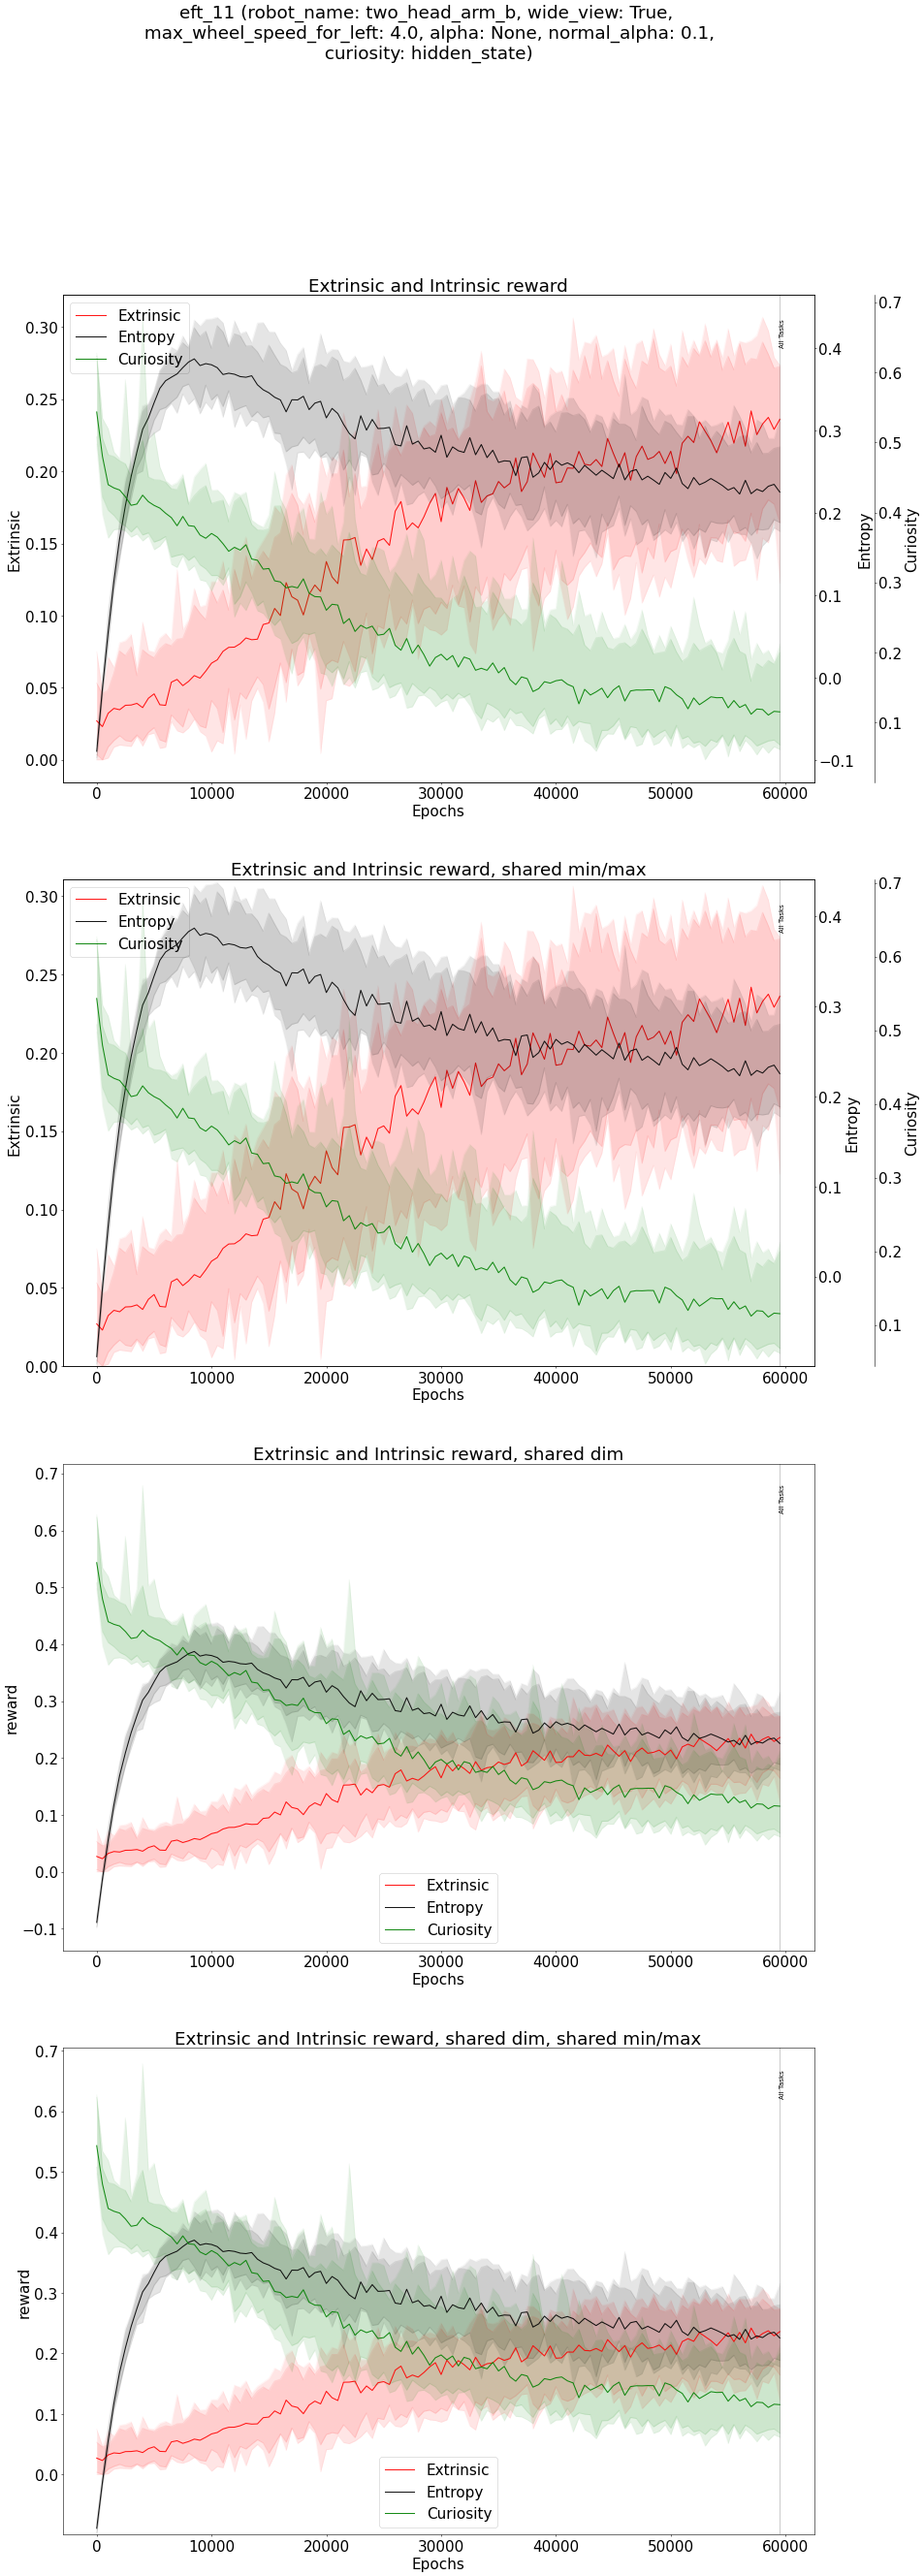 eft_11 (robot_name: two_head_arm_b, wide_view: True,
max_wheel_speed_for_left: 4.0, alpha: None, normal_alpha: 0.1,
curiosity: hidden_state)
Extrinsic and Intrinsic reward
Extrinsic
Entropy
Curiosity
All Tasks
0.30
0.25
0.20
0.15
0.10
0.05
0.00
Extrinsic
0.4
0.3
0.2
0.1
0.0
−0.1
Entropy
0.7
0.6
0.5
0.4
0.3
0.2
0.1
Curiosity
0 10000 20000 30000 40000 50000 60000
Epochs
Extrinsic and Intrinsic reward, shared min/max
Extrinsic
Entropy
Curiosity
All Tasks
0.30
0.25
0.20
0.15
0.10
0.05
0.00
Extrinsic
0.4
0.3
0.2
0.1
0.0
Entropy
0.7
0.6
0.5
0.4
0.3
0.2
0.1
Curiosity
0 10000 20000 30000 40000 50000 60000
Epochs
Extrinsic and Intrinsic reward, shared dim
All Tasks
0.7
0.6
0.5
0.4
0.3
0.2
0.1
0.0
−0.1
reward
Extrinsic
Entropy
Curiosity
0 10000 20000 30000 40000 50000 60000
Epochs
Extrinsic and Intrinsic reward, shared dim, shared min/max
All Tasks
0.7
0.6
0.5
0.4
0.3
0.2
0.1
0.0
reward
Extrinsic
Entropy
Curiosity
0 10000 20000 30000 40000 50000 60000
Epochs